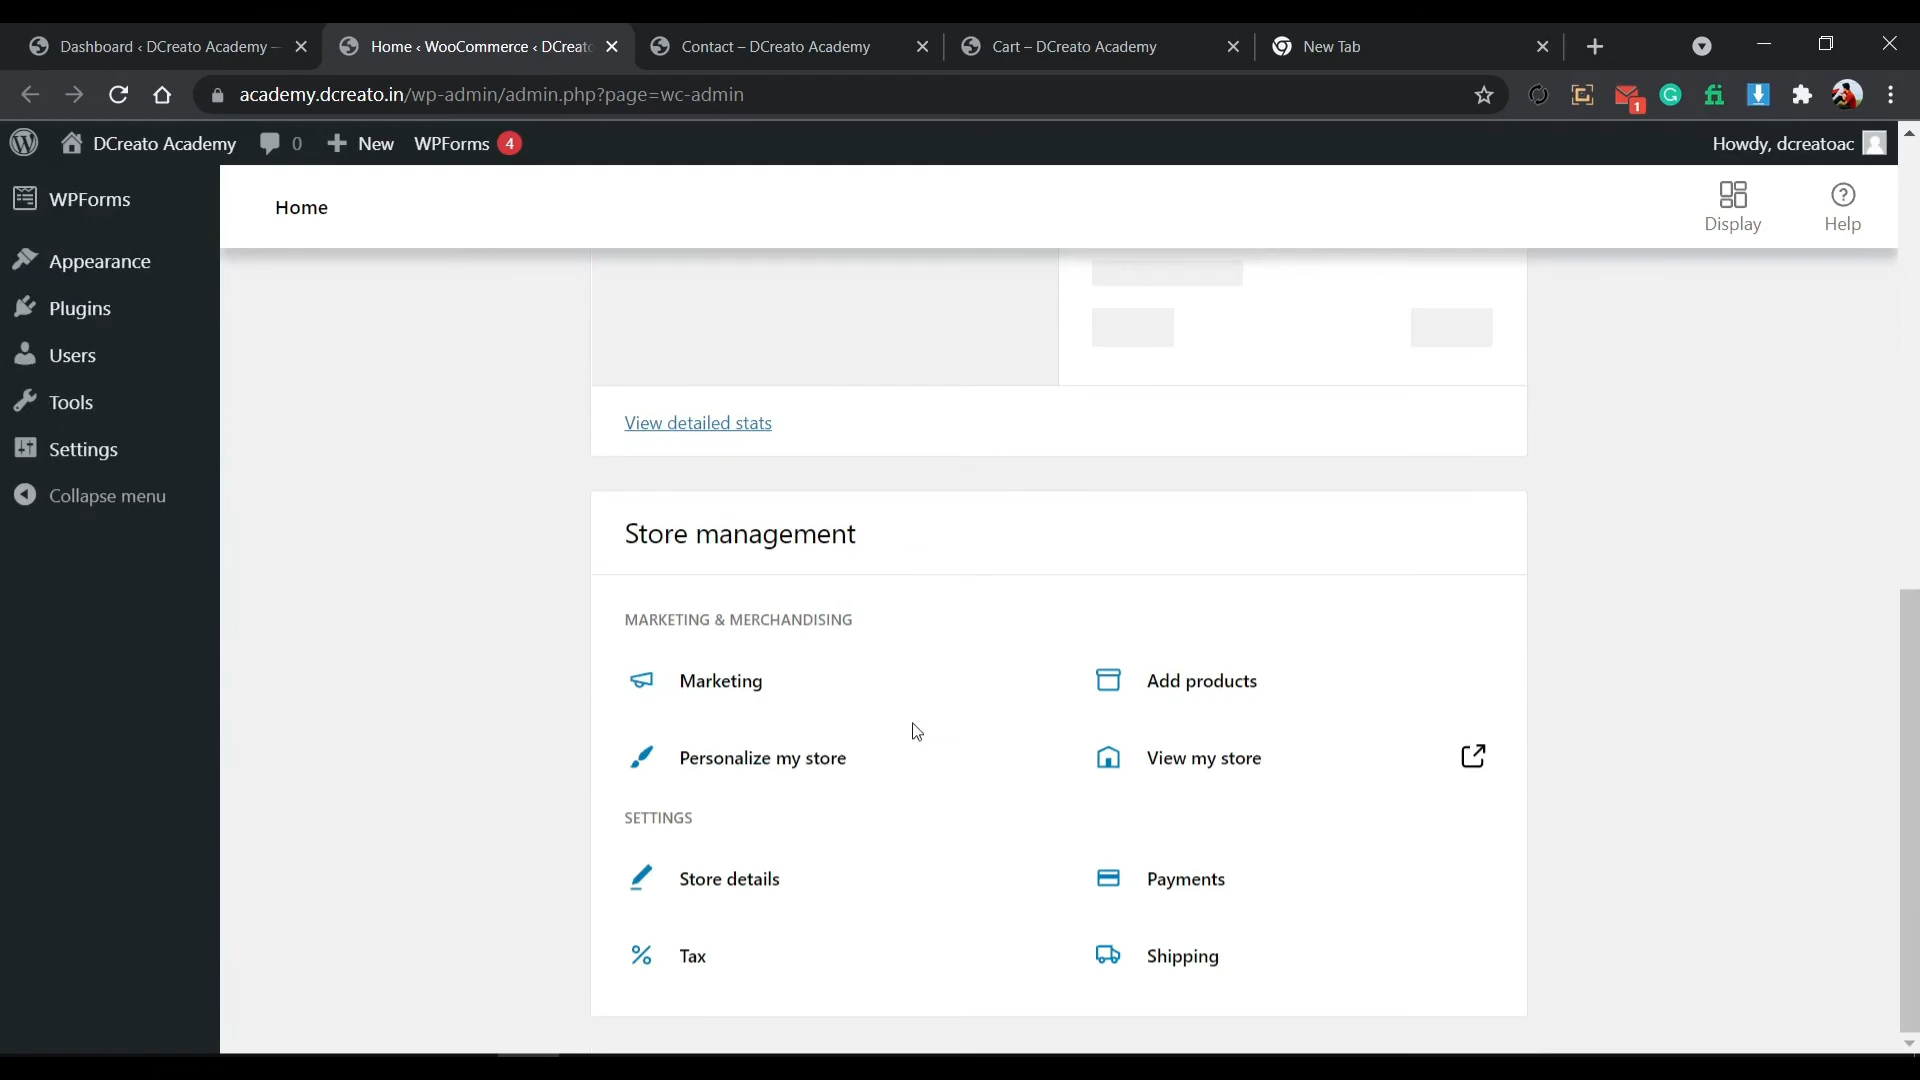 Dashboard ‹ DCreato Academy —
Home ‹ WooCommerce ‹ DCreato
Contact – DCreato Academy
Cart – DCreato Academy
New Tab
academy.dcreato.in/wp-admin/admin.php?page=wc-admin
1
DCreato Academy
0
New
WPForms 4
Howdy, dcreatoac
WPForms
Appearance
Plugins
Users
Tools
Settings
Collapse menu
Home
Display
Help
View detailed stats
Store management
MARKETING & MERCHANDISING
Marketing
Add products
Personalize my store
View my store
SETTINGS
Store details
Payments
Tax
Shipping